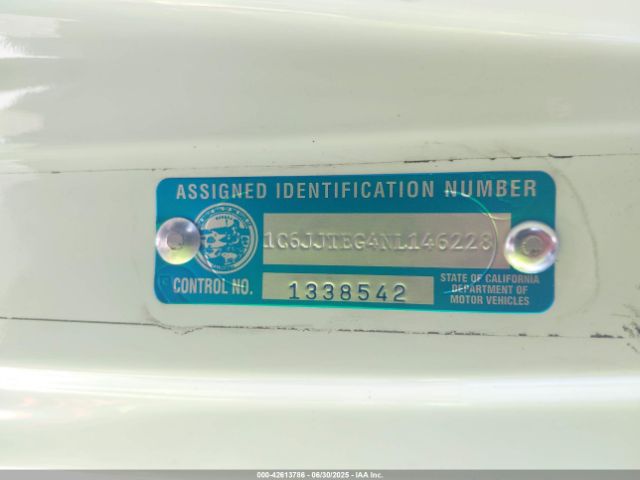 ASSIGNED IDENTIFICATION NUMBER
1C6JJTEG4NL146228
CONTROL NO. 1338542
STATE OF CALIFORNIA
DEPARTMENT OF
MOTOR VEHICLES
000-42613786 - 06/30/2025 - IAA Inc.